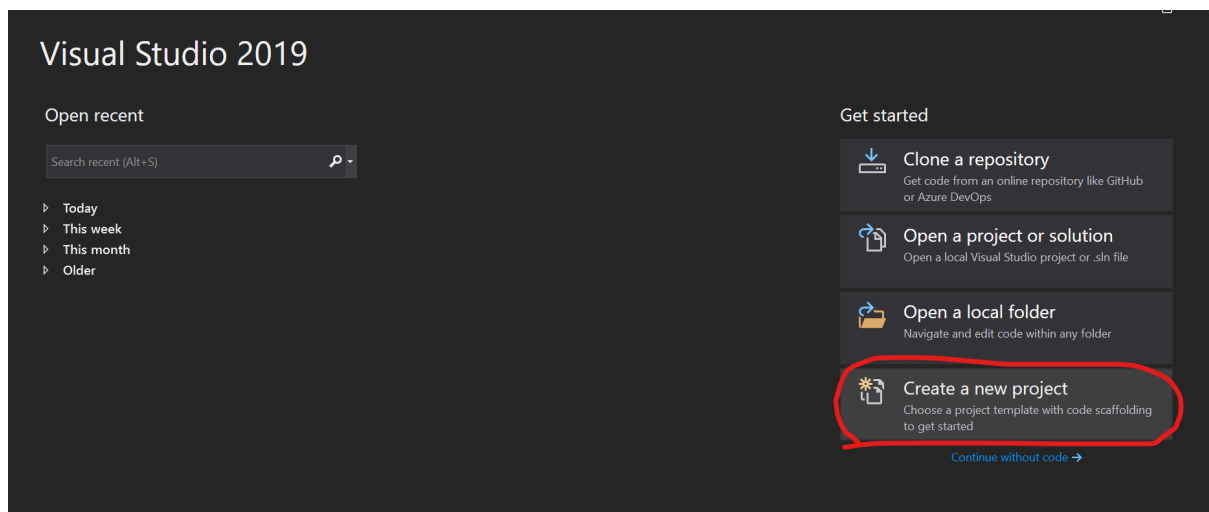 Visual Studio 2019
Open recent
Search recent (Alt+S)
Today
This week
This month
Older
Get started
Clone a repository
Get code from an online repository like GitHub
or Azure DevOps
Open a project or solution
Open a local Visual Studio project or .sln file
Open a local folder
Navigate and edit code within any folder
Create a new project
Choose a project template with code scaffolding
to get started
Continue without code →